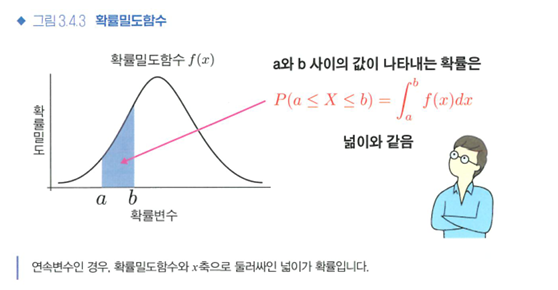 ◆ 그림 3.4.3 확률밀도함수
확률밀도함수 f(x)
확률밀도
a b
확률변수
a와 b 사이의 값이 나타내는 확률은
P(a ≤ X ≤ b) = ∫_a^b f(x)dx
넓이와 같음
연속변수인 경우, 확률밀도함수와 x축으로 둘러싸인 넓이가 확률입니다.